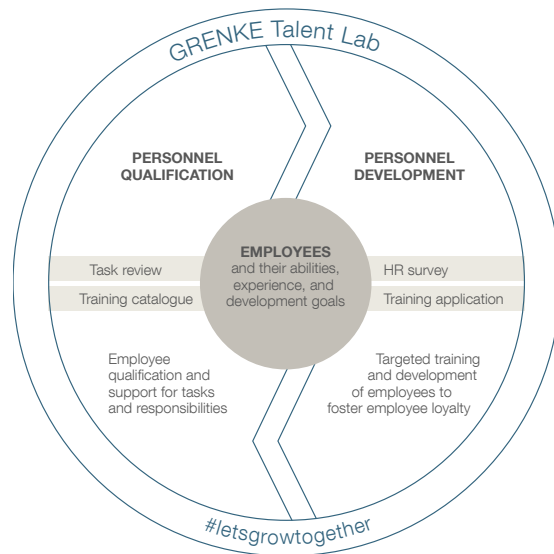 GRENKE Talent Lab
PERSONNEL
QUALIFICATION
PERSONNEL
DEVELOPMENT
EMPLOYEES
and their abilities,
experience, and
development goals
Task review
Training catalogue
HR survey
Training application
Employee
qualification and
support for tasks
and responsibilities
Targeted training
and development
of employees to
foster employee loyalty
#letsgrowtogether